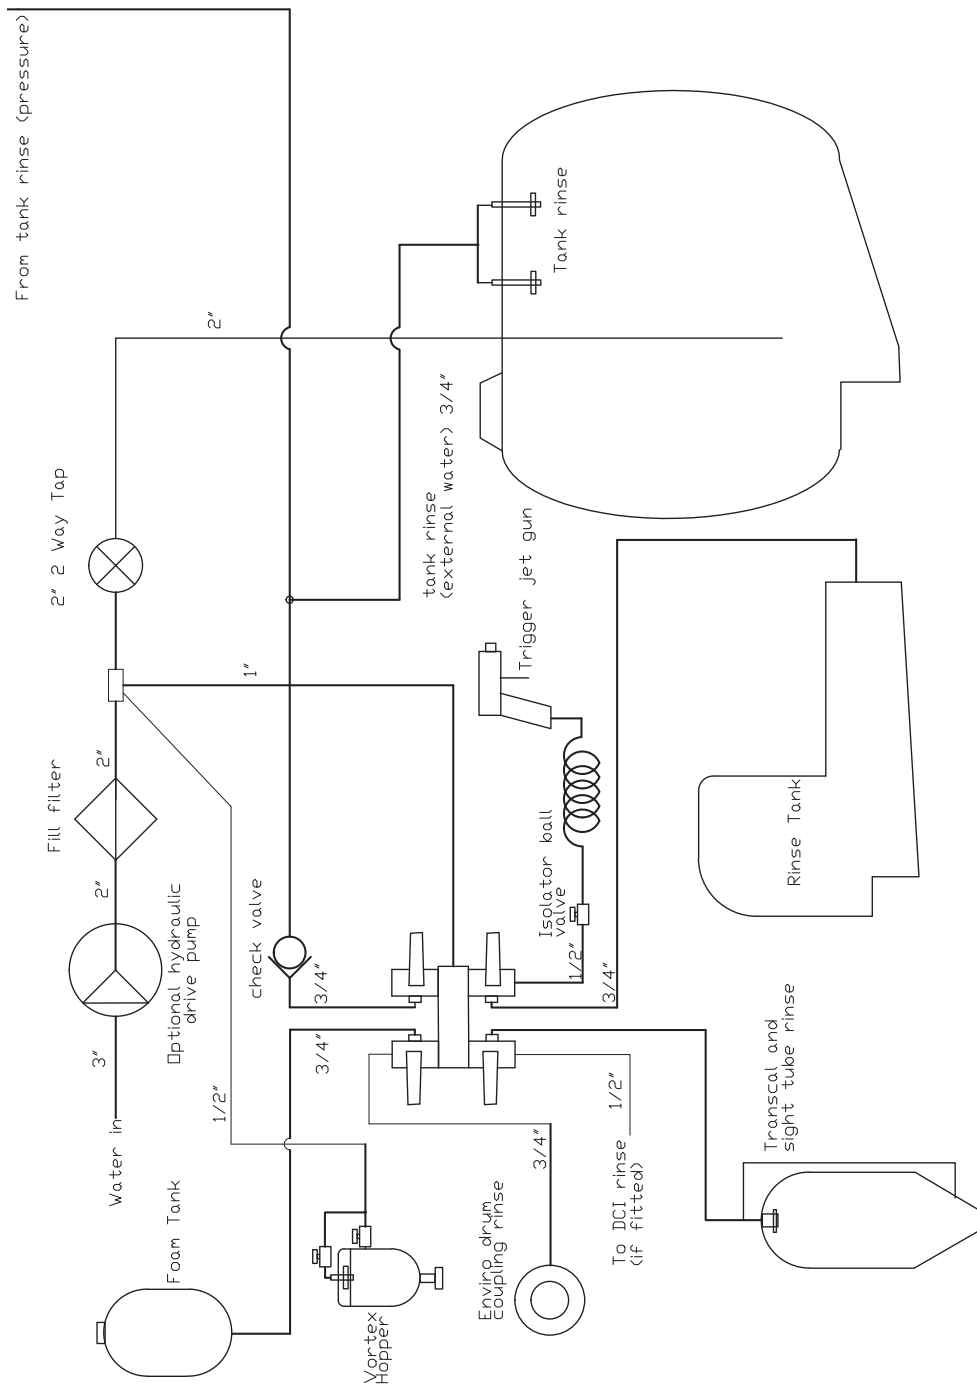 From tank rinse (pressure)
2"
Tank rinse
2" 2 Way Tap
tank rinse
(external water) 3/4"
1"
Trigger jet gun
Fill filter
2"
2"
Optional hydraulic
drive pump
check valve
3/4"
Isolator ball
valve
1/2"
3/4"
Rinse Tank
3"
Water in
1/2"
3/4"
3/4"
1/2"
To DCI rinse
(if fitted)
Transcal and
sight tube rinse
Foam Tank
Vortex
Hopper
Enviro drum
coupling rinse